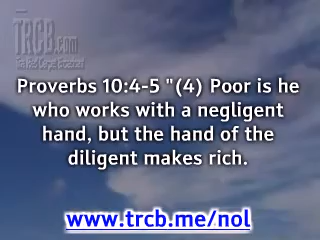 TRCB.com
Proverbs 10:4-5 "(4) Poor is he
who works with a negligent
hand, but the hand of the
diligent makes rich.
www.trcb.me/nol